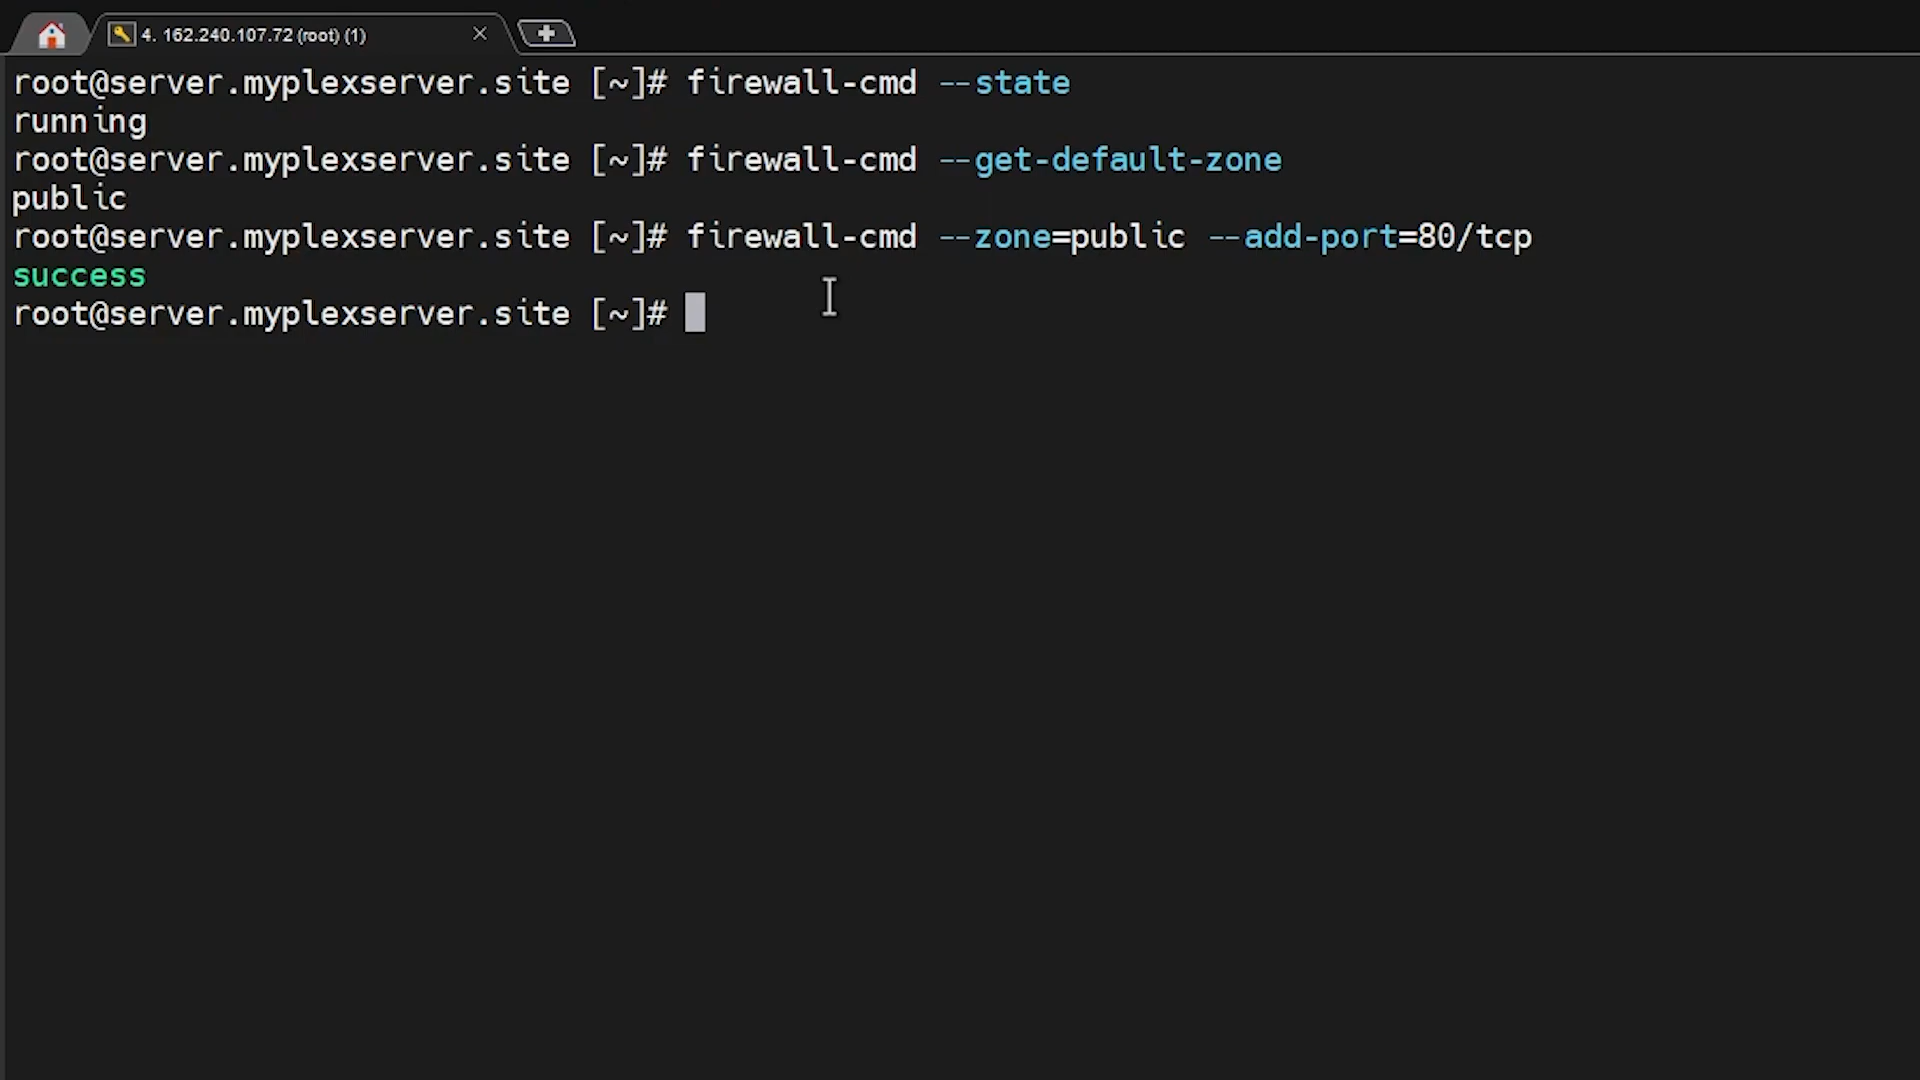 4. 162.240.107.72 (root) (1)
root@server.myplexserver.site [~]# firewall-cmd --state
running
root@server.myplexserver.site [~]# firewall-cmd --get-default-zone
public
root@server.myplexserver.site [~]# firewall-cmd --zone=public --add-port=80/tcp
success
root@server.myplexserver.site [~]#